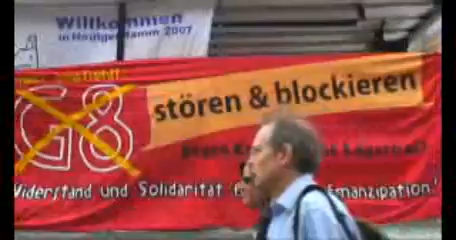 Willkommen
in Heiligendamm 2007
G8
stören & blockieren
Widerstand und Solidarität
Emanzipation!